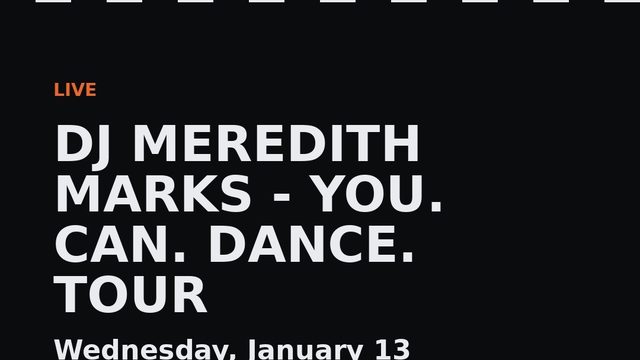 LIVE
DJ MEREDITH
MARKS - YOU.
CAN. DANCE.
TOUR
Wednesday, January 13